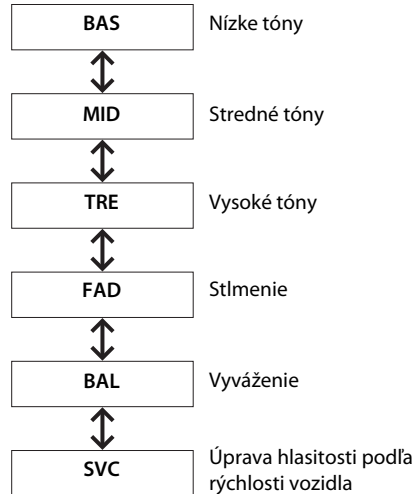 BAS Nízke tóny
MID Stredné tóny
TRE Vysoké tóny
FAD Stlmenie
BAL Vyváženie
SVC Úprava hlasitosti podľa
rýchlosti vozidla